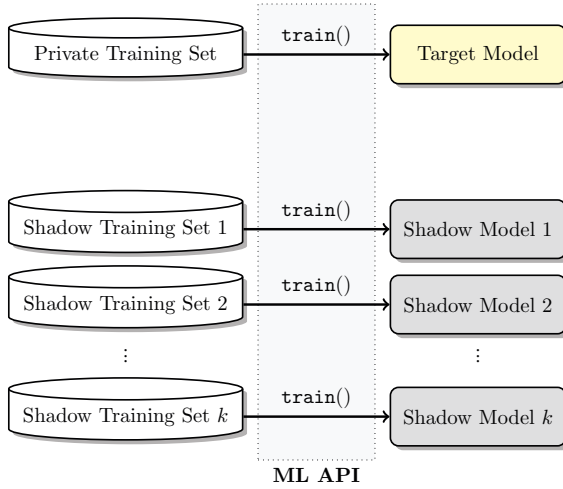 Private Training Set train() Target Model
Shadow Training Set 1 train() Shadow Model 1
Shadow Training Set 2 train() Shadow Model 2
⋮ ⋮
Shadow Training Set k train() Shadow Model k
ML API